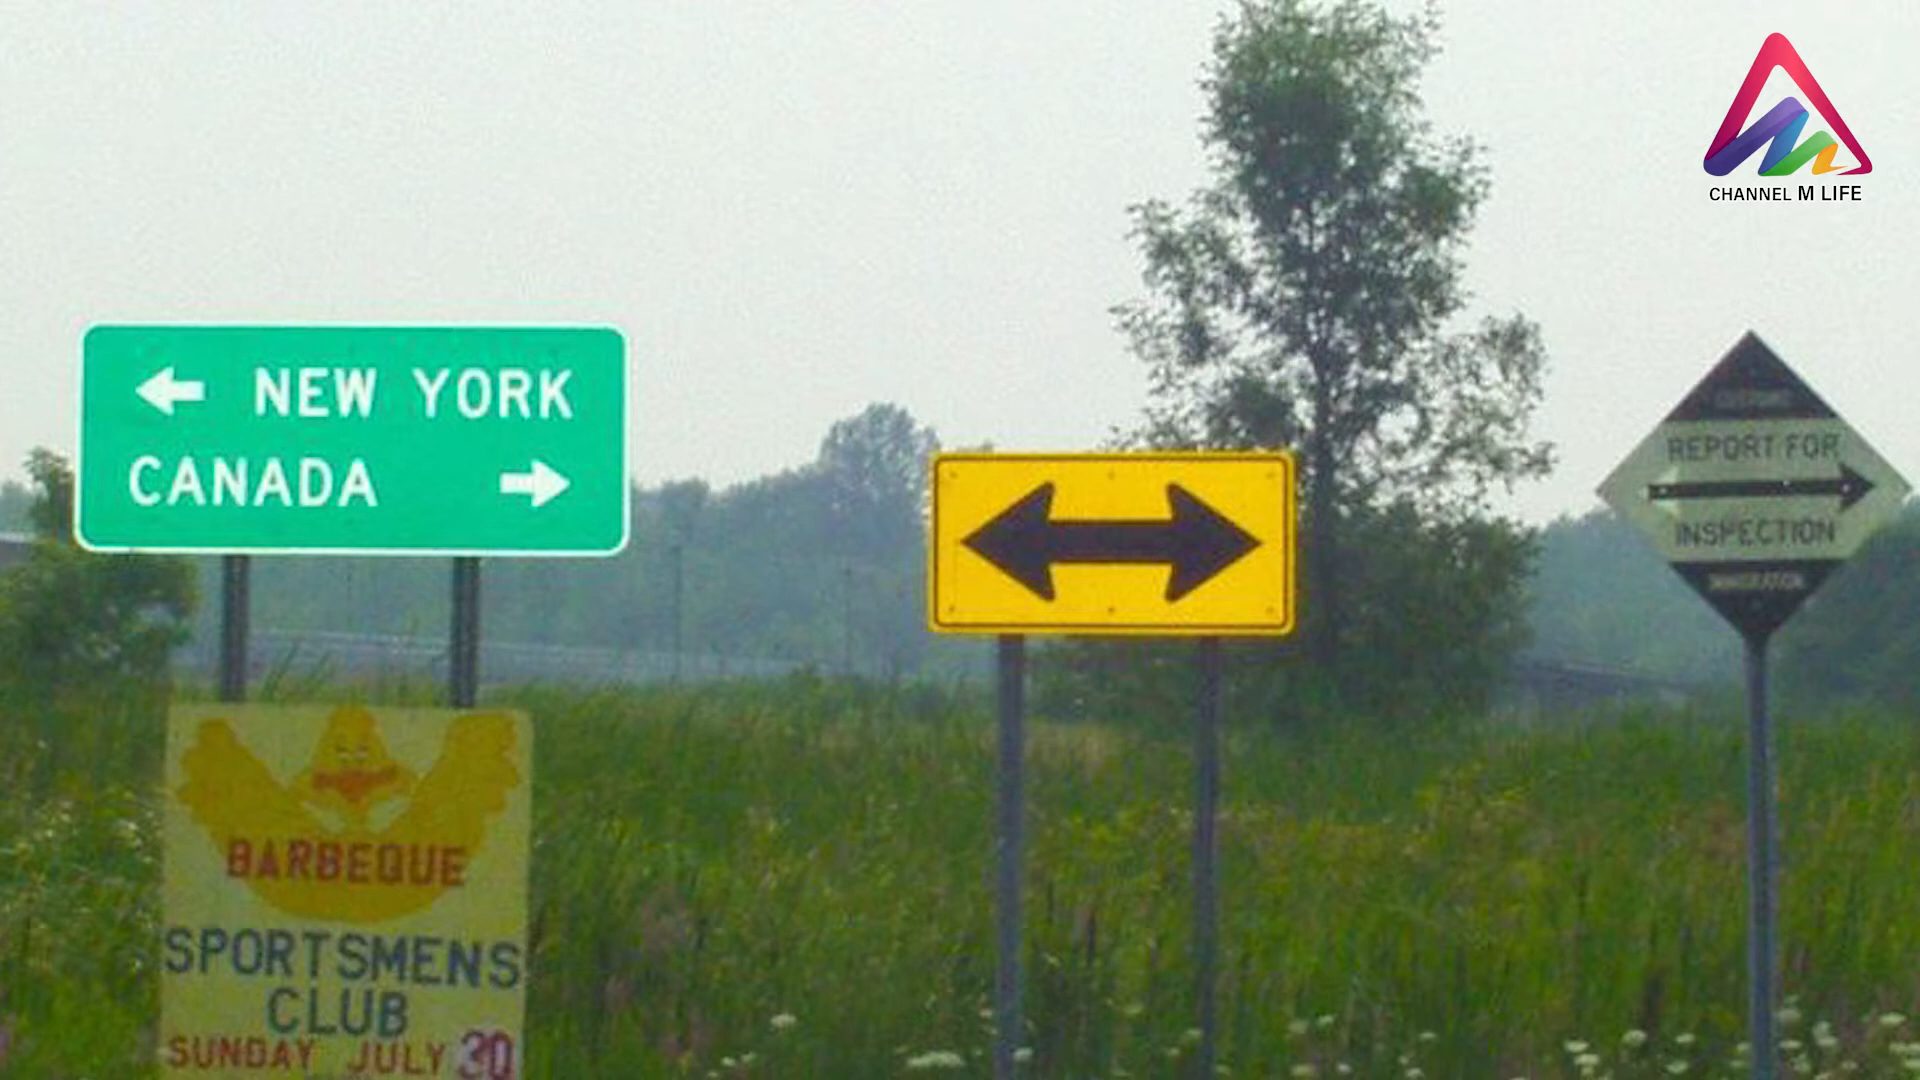 CHANNEL M LIFE
← NEW YORK
CANADA →
REPORT FOR
INSPECTION
BARBEQUE
SPORTSMENS
CLUB
SUNDAY JULY 30